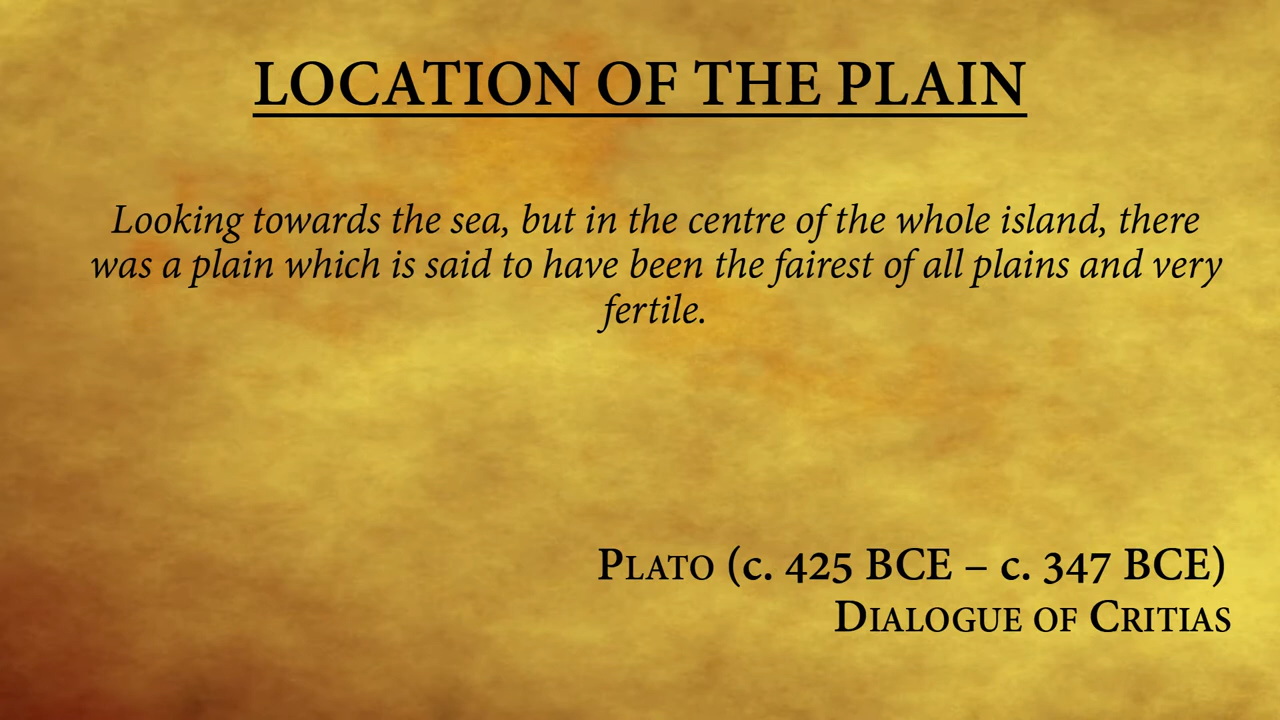 LOCATION OF THE PLAIN
Looking towards the sea, but in the centre of the whole island, there
was a plain which is said to have been the fairest of all plains and very
fertile.
PLATO (c. 425 BCE – c. 347 BCE)
DIALOGUE OF CRITIAS